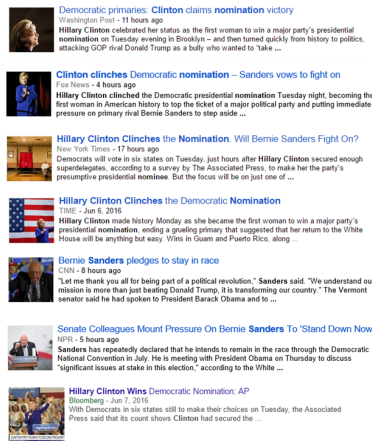 Democratic primaries: Clinton claims nomination victory
Washington Post - 11 hours ago
Hillary Clinton celebrated her status as the first woman to win a major party's presidential
nomination on Tuesday evening in Brooklyn – and then turned quickly from history to politics,
attacking GOP rival Donald Trump as a bully who wanted to 'take ...
Clinton clinches Democratic nomination – Sanders vows to fight on
Fox News - 4 hours ago
Hillary Clinton clinched the Democratic presidential nomination Tuesday night, becoming the
first woman in American history to top the ticket of a major political party and putting immediate
pressure on primary rival Bernie Sanders to step aside ...
Hillary Clinton Clinches the Nomination. Will Bernie Sanders Fight On?
New York Times - 17 hours ago
Democrats will vote in six states on Tuesday, just hours after Hillary Clinton secured enough
superdelegates, according to a survey by The Associated Press, to make her the party's
presumptive presidential nominee. But the focus will be on just one of ...
Hillary Clinton Clinches the Democratic Nomination
TIME - Jun 6, 2016
Hillary Clinton made history Monday as she became the first woman to win a major party's
presidential nomination, ending a grueling primary that suggested that her return to the White
House will be anything but easy. Wins in Guam and Puerto Rico, along ...
Bernie Sanders pledges to stay in race
CNN - 8 hours ago
"Let me thank you all for being part of a political revolution," Sanders said. "We understand ou
mission is more than just beating Donald Trump, it is transforming our country." The Vermont
senator said he had spoken to President Barack Obama and to ...
Senate Colleagues Mount Pressure On Bernie Sanders To 'Stand Down Now
NPR - 5 hours ago
Sanders has repeatedly declared that he intends to remain in the race through the Democratic
National Convention in July. He is meeting with President Obama on Thursday to discuss
"significant issues at stake in this election," according to the White ...
Hillary Clinton Wins Democratic Nomination: AP
Bloomberg - Jun 7, 2016
With Democrats in six states still to make their choices on Tuesday, the Associated
Press said that its count shows Clinton had secured the ...